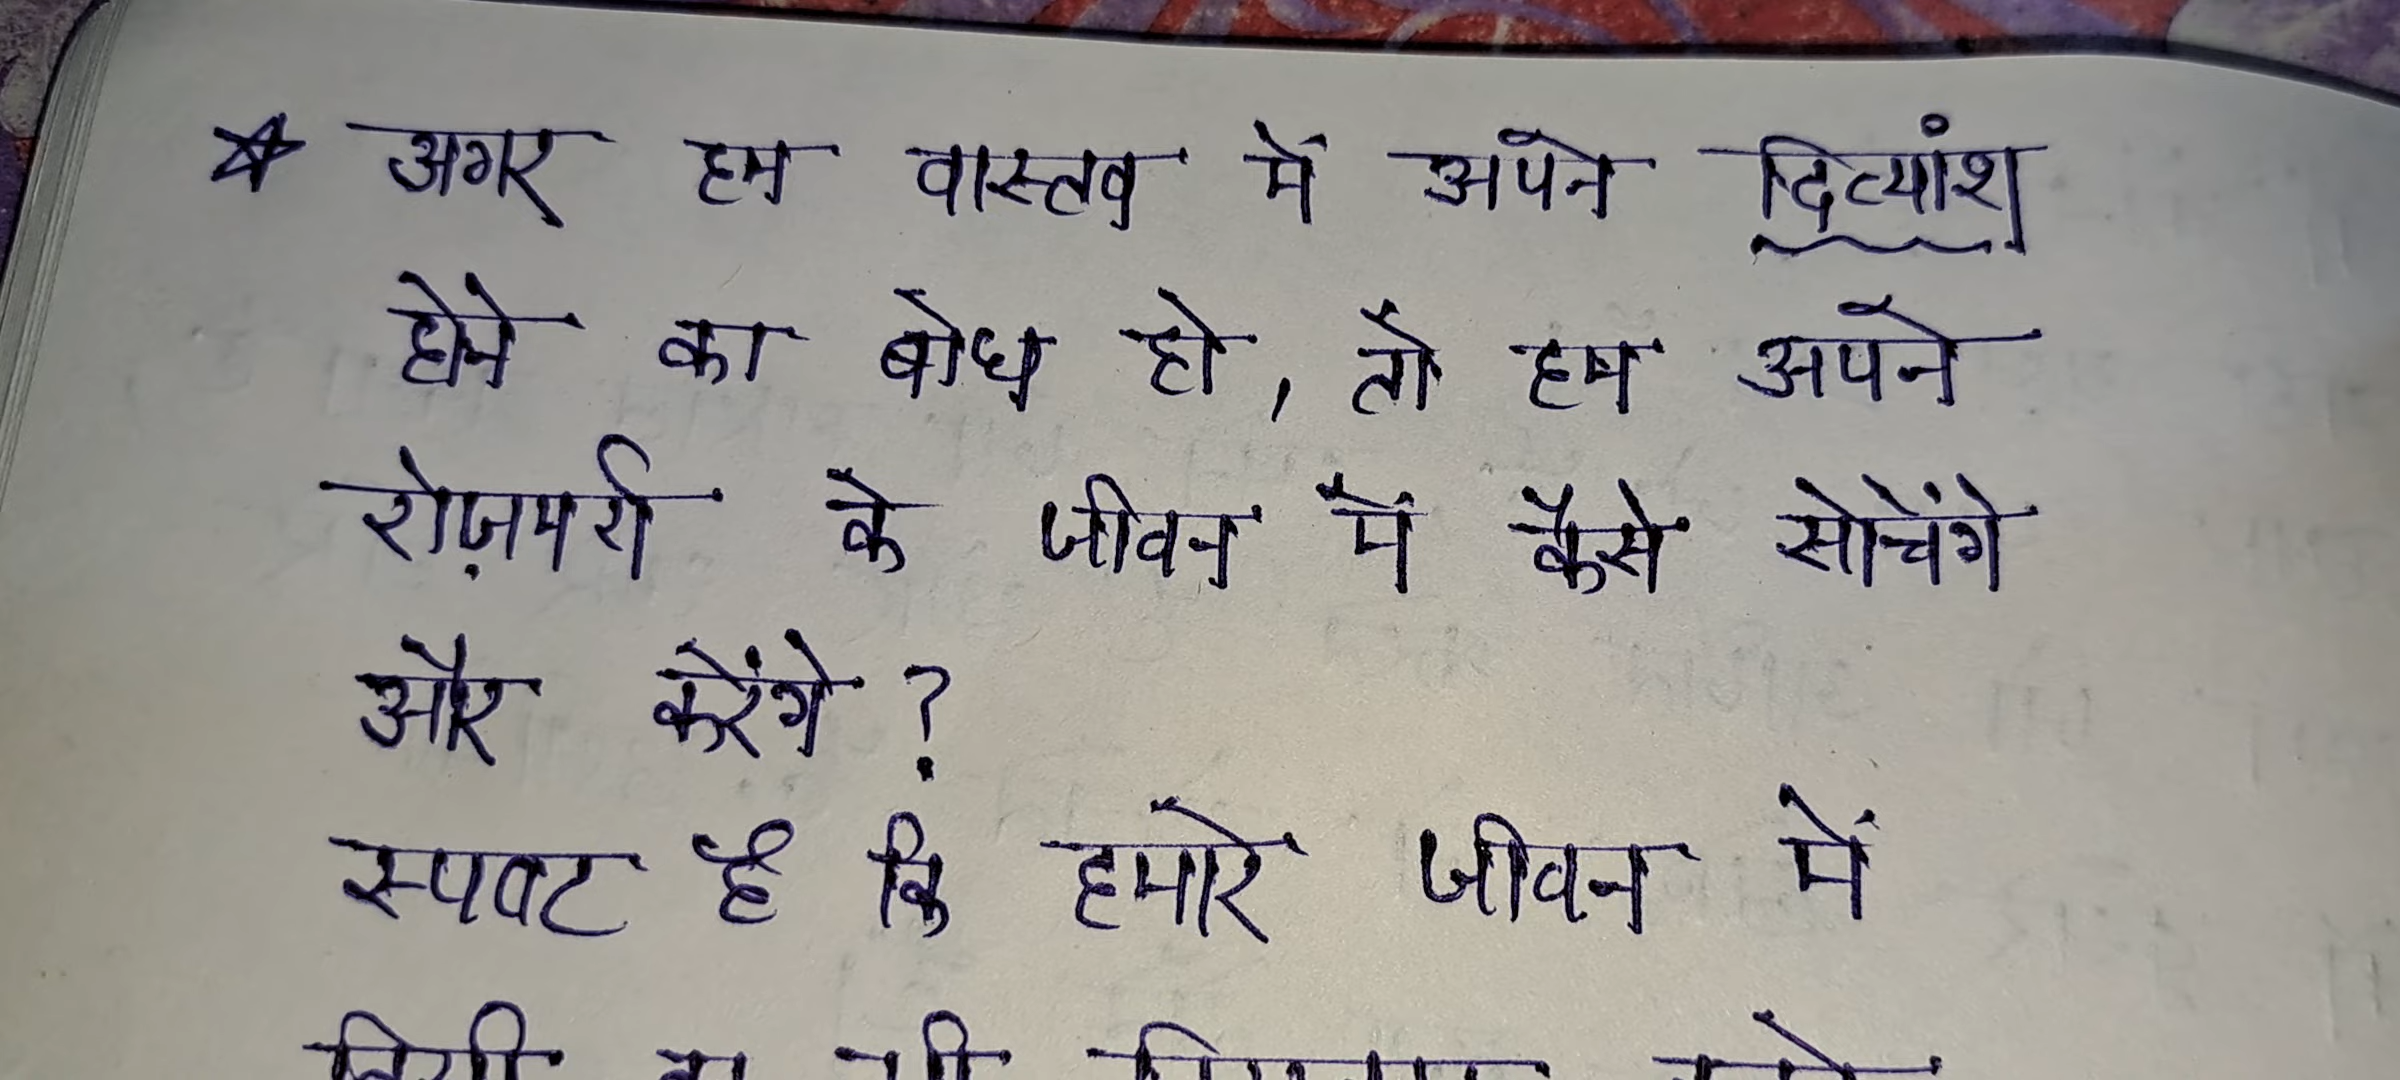 * अगर हम वास्तव में अपने दिव्यांश
होने का बोध हो, तो हम अपने
रोज़मर्रा के जीवन में कैसे सोचेंगे
और करेंगे?
स्पष्ट है कि हमारे जीवन में